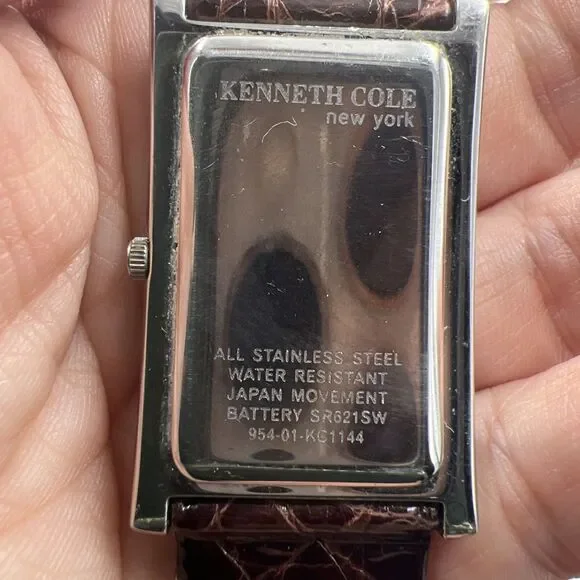 KENNETH COLE
new york
ALL STAINLESS STEEL
WATER RESISTANT
JAPAN MOVEMENT
BATTERY SR621SW
954-01-KC1144